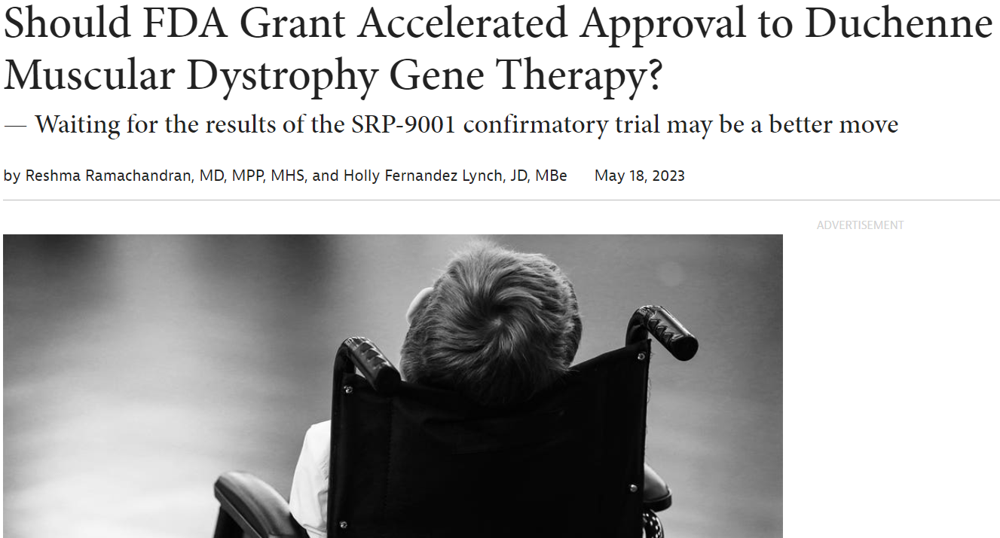 Should FDA Grant Accelerated Approval to Duchenne
Muscular Dystrophy Gene Therapy?
— Waiting for the results of the SRP-9001 confirmatory trial may be a better move
by Reshma Ramachandran, MD, MPP, MHS, and Holly Fernandez Lynch, JD, MBe May 18, 2023
ADVERTISEMENT